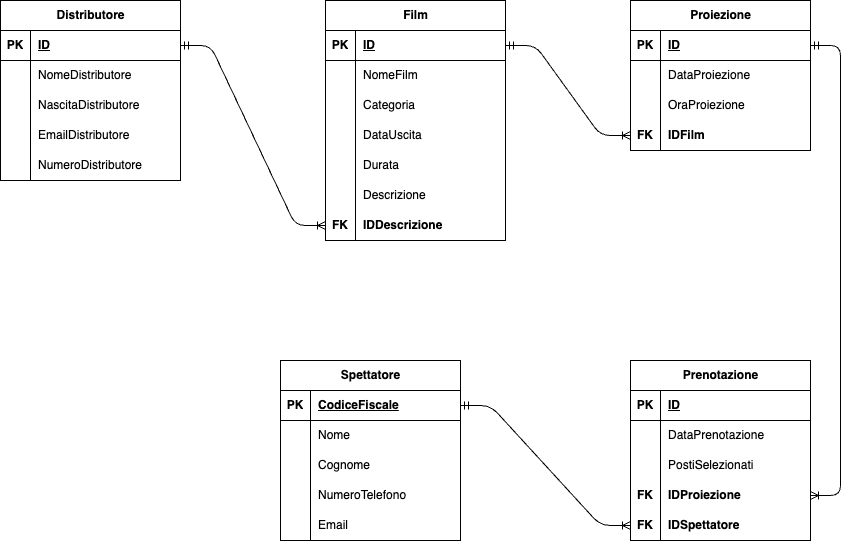 Distributore
PK ID
NomeDistributore
NascitaDistributore
EmailDistributore
NumeroDistributore
Film
PK ID
NomeFilm
Categoria
DataUscita
Durata
Descrizione
FK IDDescrizione
Proiezione
PK ID
DataProiezione
OraProiezione
FK IDFilm
Spettatore
PK CodiceFiscale
Nome
Cognome
NumeroTelefono
Email
Prenotazione
PK ID
DataPrenotazione
PostiSelezionati
FK IDProiezione
FK IDSpettatore